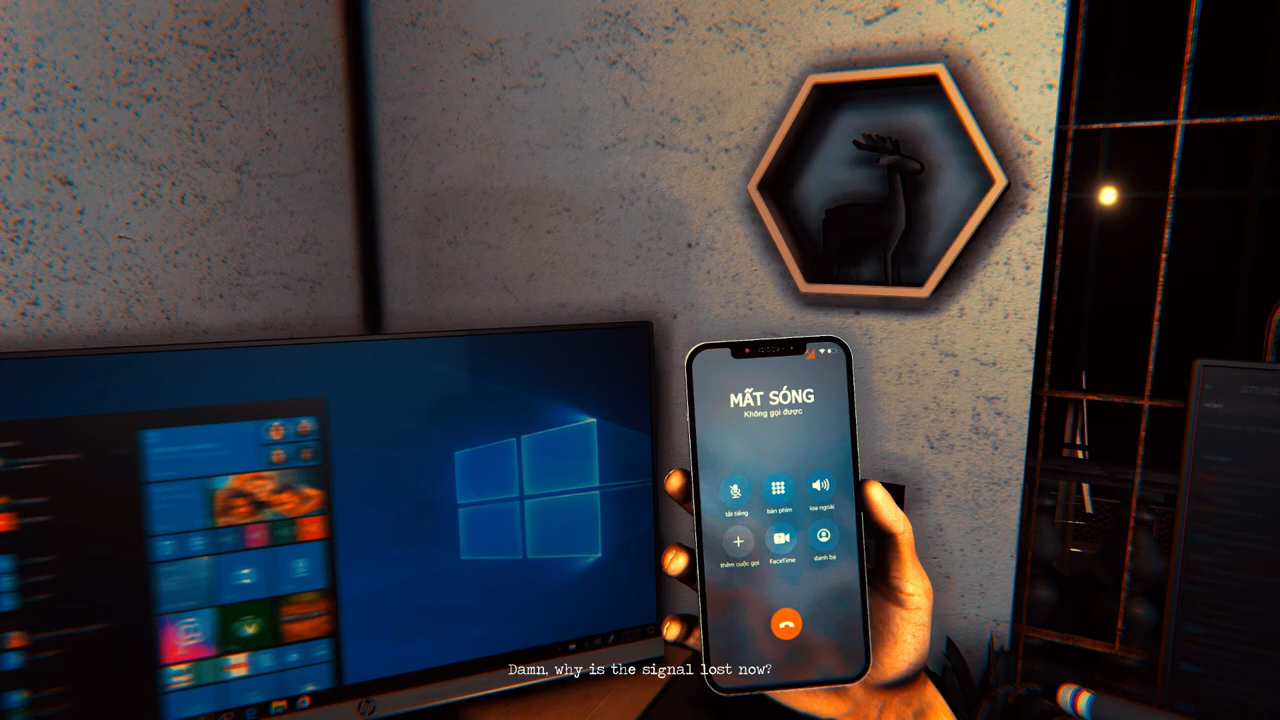 MẤT SÓNG
Không gọi được
tắt tiếng
bàn phím
loa ngoài
thêm cuộc gọi
FaceTime
danh bạ
Damn, why is the signal lost now?
hp